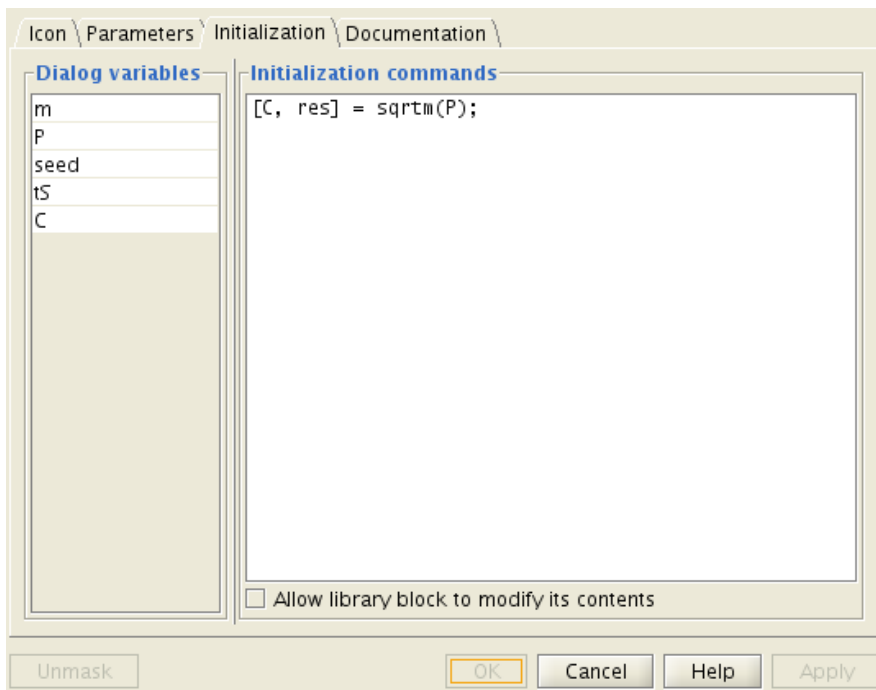 Icon Parameters Initialization Documentation
Dialog variables
m
P
seed
tS
C
Initialization commands
[C, res] = sqrtm(P);
Allow library block to modify its contents
Unmask OK Cancel Help Apply